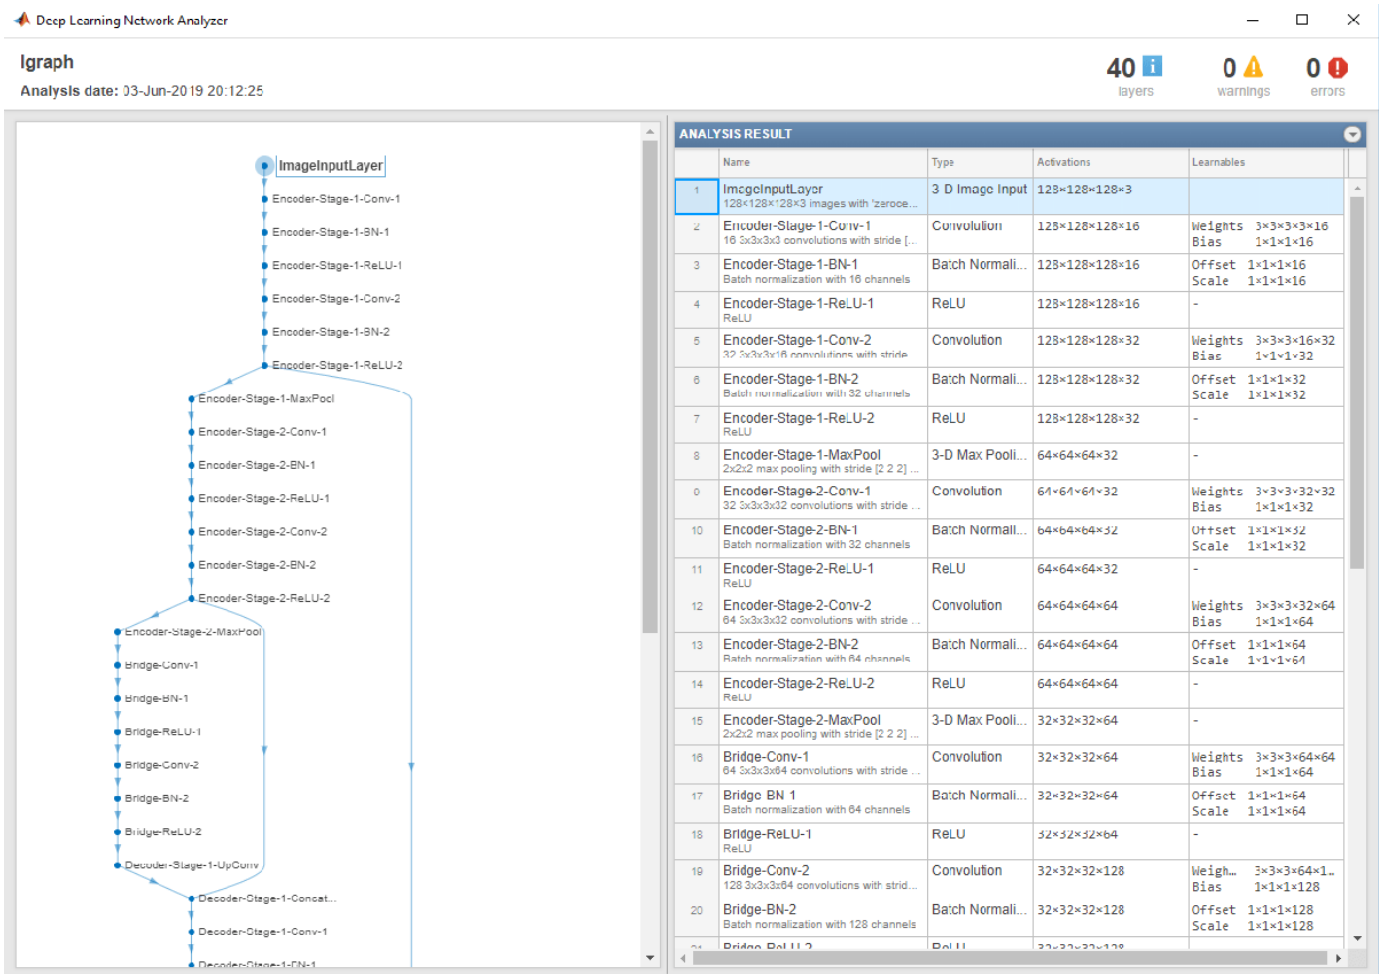 Deep Learning Network Analyzer
lgraph
Analysis date: 03-Jun-2019 20:12:25
40 i
layers
0
warnings
0
errors
ImageInputLayer
Encoder-Stage-1-Conv-1
Encoder-Stage-1-BN-1
Encoder-Stage-1-ReLU-1
Encoder-Stage-1-Conv-2
Encoder-Stage-1-BN-2
Encoder-Stage-1-ReLU-2
Encoder-Stage-1-MaxPool
Encoder-Stage-2-Conv-1
Encoder-Stage-2-BN-1
Encoder-Stage-2-ReLU-1
Encoder-Stage-2-Conv-2
Encoder-Stage-2-BN-2
Encoder-Stage-2-ReLU-2
Encoder-Stage-2-MaxPool
Bridge-Conv-1
Bridge-BN-1
Bridge-ReLU-1
Bridge-Conv-2
Bridge-BN-2
Bridge-ReLU-2
Decoder-Stage-1-UpConv
Decoder-Stage-1-Concat...
Decoder-Stage-1-Conv-1
Decoder-Stage-1-BN-1
ANALYSIS RESULT
Name Type Activations Learnables
1 ImageInputLayer 3-D Image Input 128×128×128×3
128×128×128×3 images with 'zeroce...
2 Encoder-Stage-1-Conv-1 Convolution 128×128×128×16 Weights 3×3×3×3×16
16 3x3x3x3 convolutions with stride [... Bias 1×1×1×16
3 Encoder-Stage-1-BN-1 Batch Normali... 128×128×128×16 Offset 1×1×1×16
Batch normalization with 16 channels Scale 1×1×1×16
4 Encoder-Stage-1-ReLU-1 ReLU 128×128×128×16 -
ReLU
5 Encoder-Stage-1-Conv-2 Convolution 128×128×128×32 Weights 3×3×3×16×32
32 3x3x3x16 convolutions with stride Bias 1×1×1×32
6 Encoder-Stage-1-BN-2 Batch Normali... 128×128×128×32 Offset 1×1×1×32
Batch normalization with 32 channels Scale 1×1×1×32
7 Encoder-Stage-1-ReLU-2 ReLU 128×128×128×32 -
ReLU
8 Encoder-Stage-1-MaxPool 3-D Max Pooli... 64×64×64×32 -
2x2x2 max pooling with stride [2 2 2] ...
9 Encoder-Stage-2-Conv-1 Convolution 64×64×64×32 Weights 3×3×3×32×32
32 3x3x3x32 convolutions with stride ... Bias 1×1×1×32
10 Encoder-Stage-2-BN-1 Batch Normali... 64×64×64×32 Offset 1×1×1×32
Batch normalization with 32 channels Scale 1×1×1×32
11 Encoder-Stage-2-ReLU-1 ReLU 64×64×64×32 -
ReLU
12 Encoder-Stage-2-Conv-2 Convolution 64×64×64×64 Weights 3×3×3×32×64
64 3x3x3x32 convolutions with stride ... Bias 1×1×1×64
13 Encoder-Stage-2-BN-2 Batch Normali... 64×64×64×64 Offset 1×1×1×64
Batch normalization with 64 channels Scale 1×1×1×64
14 Encoder-Stage-2-ReLU-2 ReLU 64×64×64×64 -
ReLU
15 Encoder-Stage-2-MaxPool 3-D Max Pooli... 32×32×32×64 -
2x2x2 max pooling with stride [2 2 2] ...
16 Bridge-Conv-1 Convolution 32×32×32×64 Weights 3×3×3×64×64
64 3x3x3x64 convolutions with stride ... Bias 1×1×1×64
17 Bridge-BN-1 Batch Normali... 32×32×32×64 Offset 1×1×1×64
Batch normalization with 64 channels Scale 1×1×1×64
18 Bridge-ReLU-1 ReLU 32×32×32×64 -
ReLU
19 Bridge-Conv-2 Convolution 32×32×32×128 Weigh... 3×3×3×64×1...
128 3x3x3x64 convolutions with strid... Bias 1×1×1×128
20 Bridge-BN-2 Batch Normali... 32×32×32×128 Offset 1×1×1×128
Batch normalization with 128 channels Scale 1×1×1×128
21 Bridge-ReLU-2 ReLU 32×32×32×128